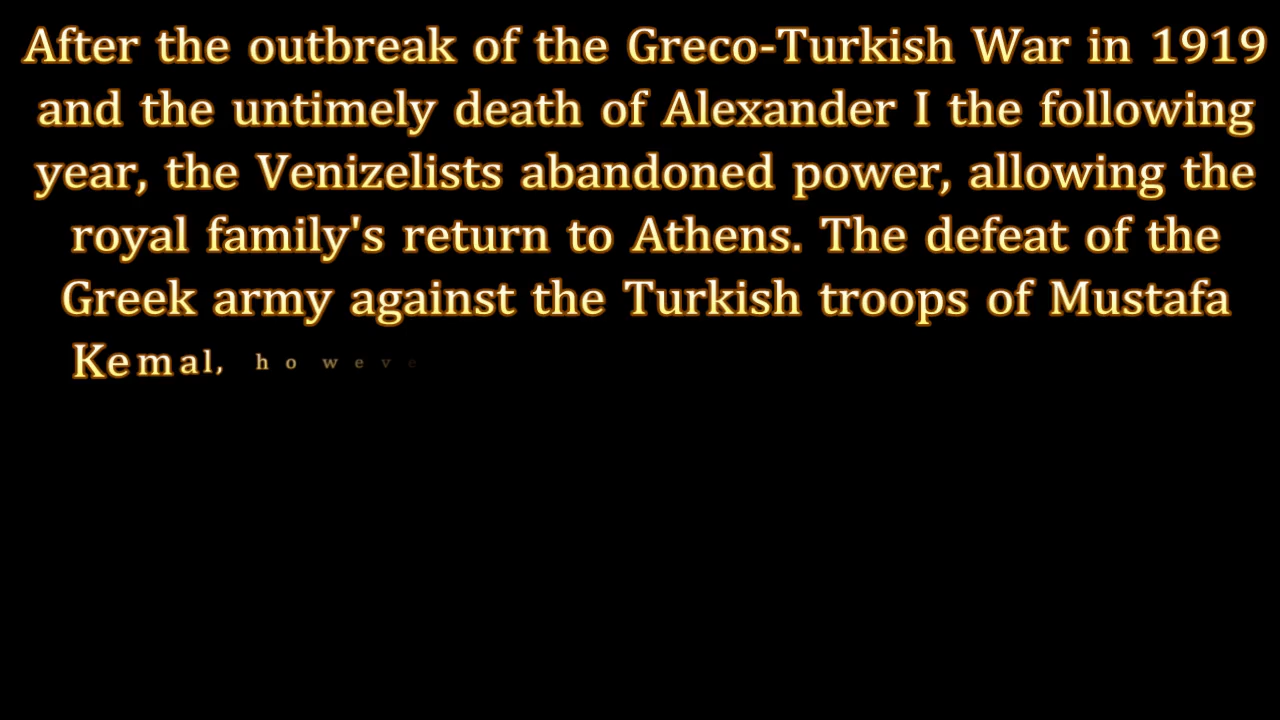 After the outbreak of the Greco-Turkish War in 1919
and the untimely death of Alexander I the following
year, the Venizelists abandoned power, allowing the
royal family's return to Athens. The defeat of the
Greek army against the Turkish troops of Mustafa
Kemal, howeve